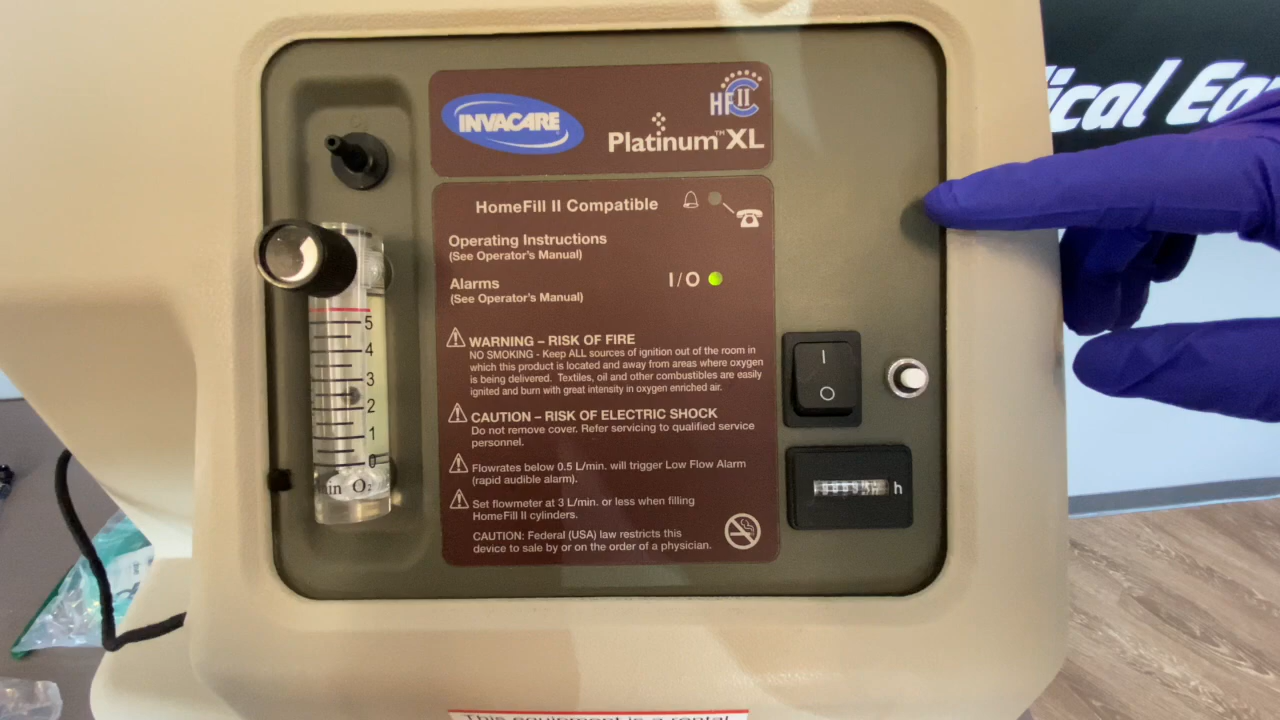 ical Ea
HF II
INVACARE
Platinum™ XL
HomeFill II Compatible
Operating Instructions
(See Operator's Manual)
I/O
Alarms
(See Operator's Manual)
WARNING – RISK OF FIRE
NO SMOKING - Keep ALL sources of ignition out of the room in
which this product is located and away from areas where oxygen
is being delivered. Textiles, oil and other combustibles are easily
ignited and burn with great intensity in oxygen enriched air.
CAUTION – RISK OF ELECTRIC SHOCK
Do not remove cover. Refer servicing to qualified service
personnel.
Flowrates below 0.5 L/min. will trigger Low Flow Alarm
(rapid audible alarm).
Set flowmeter at 3 L/min. or less when filling
HomeFill II cylinders.
CAUTION: Federal (USA) law restricts this
device to sale by or on the order of a physician.
5
4
3
2
1
0
in O₂
I
O
h
This equipment is a rental